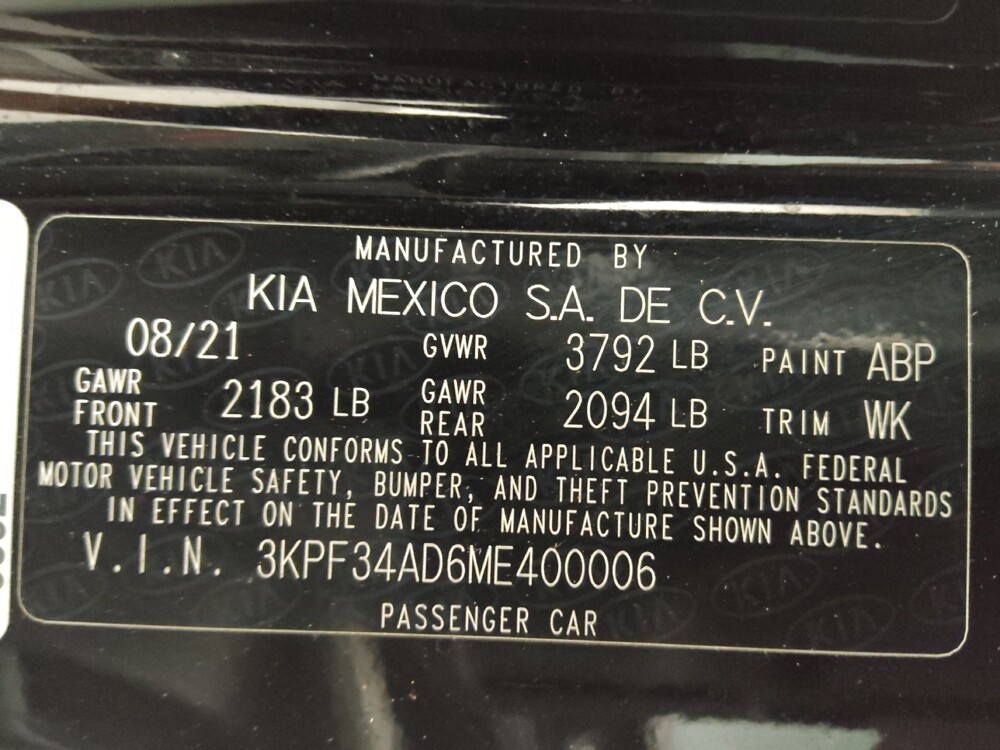 MANUFACTURED BY
KIA MEXICO S.A. DE C.V.
08/21 GVWR 3792 LB PAINT ABP
GAWR FRONT 2183 LB GAWR REAR 2094 LB TRIM WK
THIS VEHICLE CONFORMS TO ALL APPLICABLE U.S.A. FEDERAL
MOTOR VEHICLE SAFETY, BUMPER, AND THEFT PREVENTION STANDARDS
IN EFFECT ON THE DATE OF MANUFACTURE SHOWN ABOVE.
V.I.N. 3KPF34AD6ME400006
PASSENGER CAR